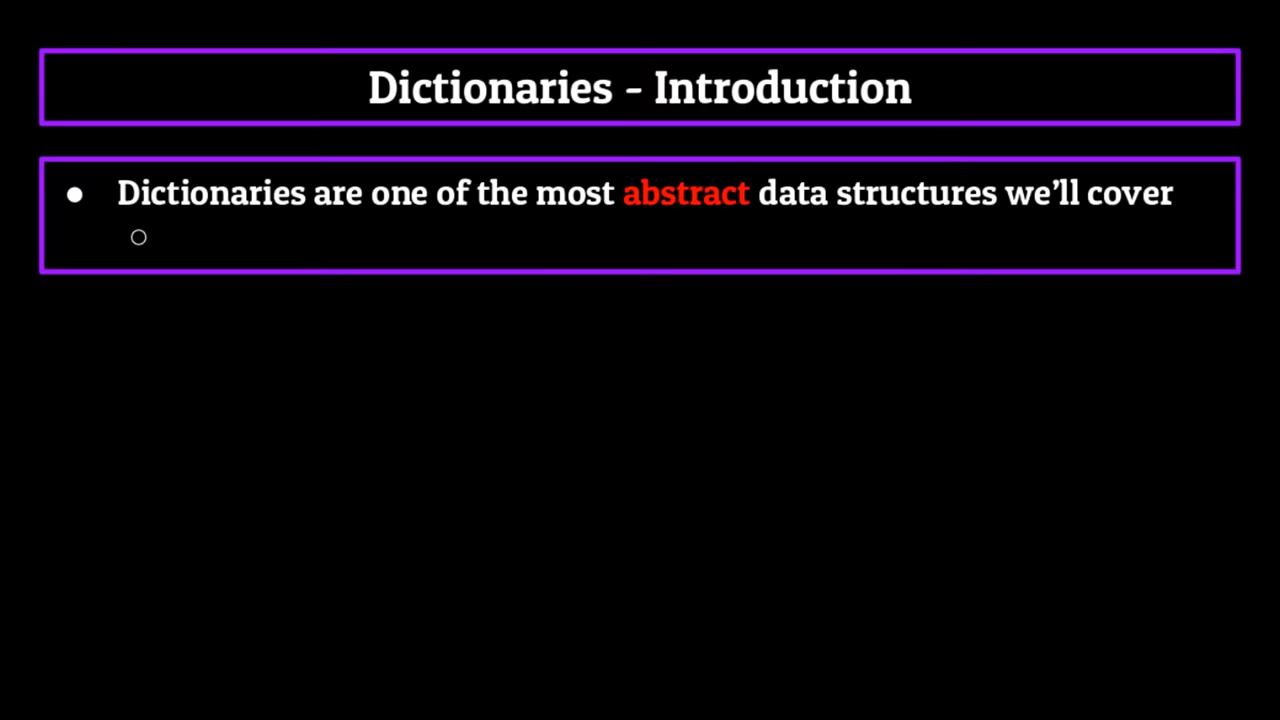 Dictionaries - Introduction
● Dictionaries are one of the most abstract data structures we’ll cover
○